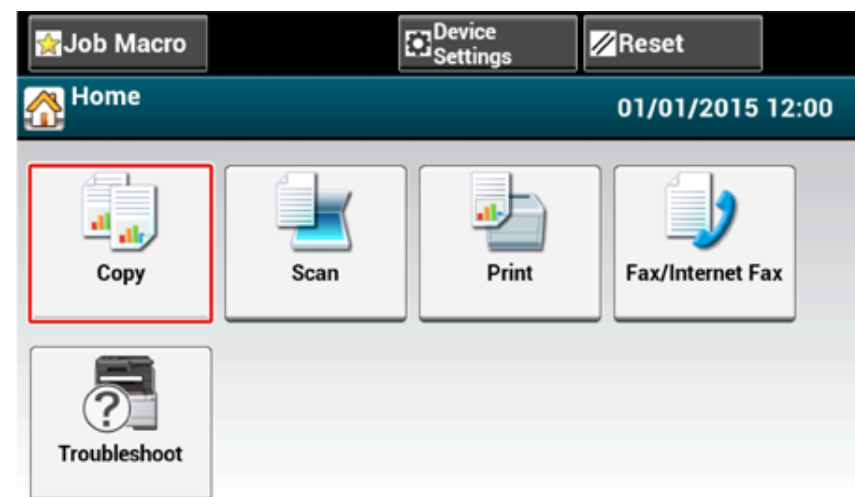 Job Macro
Device
Settings
Reset
Home
01/01/2015 12:00
Copy
Scan
Print
Fax/Internet Fax
Troubleshoot